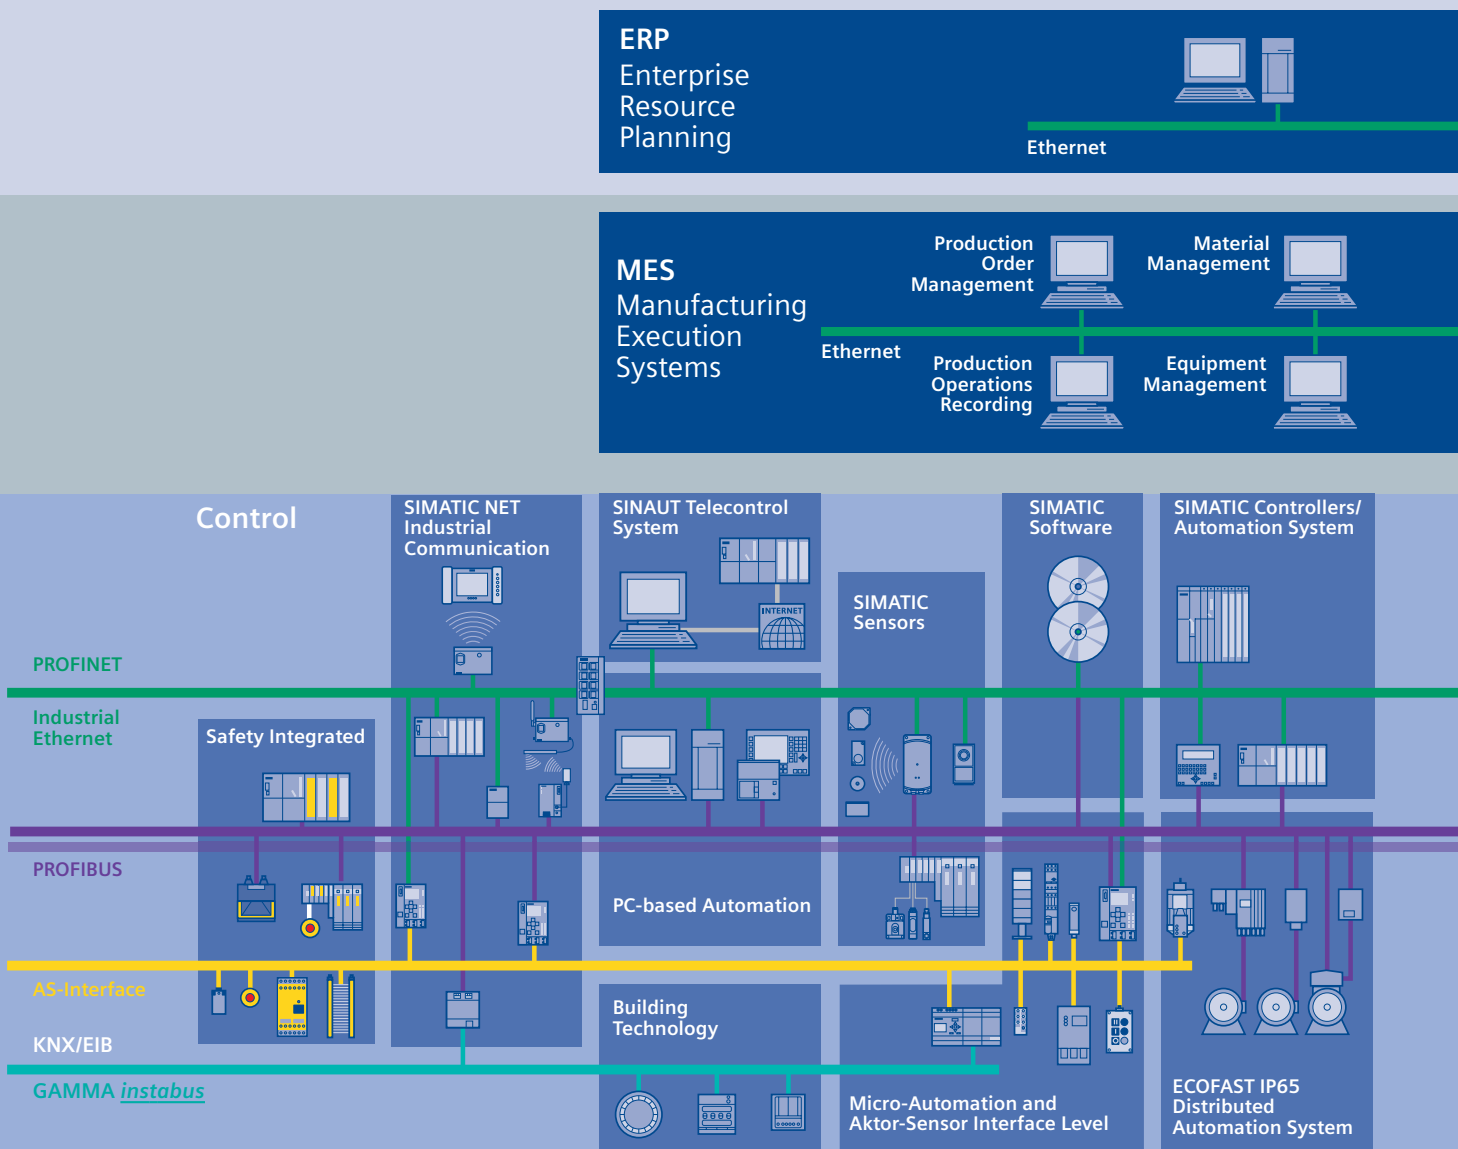 ERP
Enterprise
Resource
Planning
Ethernet
MES
Manufacturing
Execution
Systems
Production
Order
Management
Material
Management
Ethernet
Production
Operations
Recording
Equipment
Management
Control
SIMATIC NET
Industrial
Communication
SINAUT Telecontrol
System
INTERNET
SIMATIC
Sensors
SIMATIC
Software
SIMATIC Controllers/
Automation System
PROFINET
Industrial
Ethernet
Safety Integrated
PROFIBUS
PC-based Automation
AS-Interface
KNX/EIB
GAMMA instabus
Building
Technology
Micro-Automation and
Aktor-Sensor Interface Level
ECOFAST IP65
Distributed
Automation System